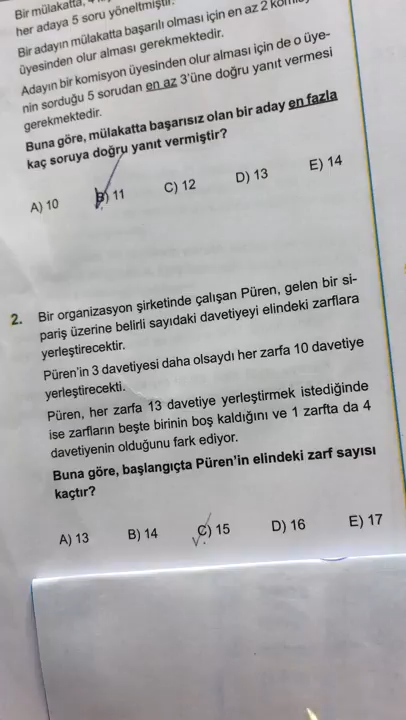 Bir mülakatta,
her adaya 5 soru yöneltmiştir.
Bir adayın mülakatta başarılı olması için en az 2
üyesinden olur alması gerekmektedir.
Adayın bir komisyon üyesinden olur alması için de o üye-
nin sorduğu 5 sorudan en az 3'üne doğru yanıt vermesi
gerekmektedir.
Buna göre, mülakatta başarısız olan bir aday en fazla
kaç soruya doğru yanıt vermiştir?
A) 10 B) 11 C) 12 D) 13 E) 14
2. Bir organizasyon şirketinde çalışan Püren, gelen bir si-
pariş üzerine belirli sayıdaki davetiyeyi elindeki zarflara
yerleştirecektir.
Püren'in 3 davetiyesi daha olsaydı her zarfa 10 davetiye
yerleştirecekti.
Püren, her zarfa 13 davetiye yerleştirmek istediğinde
ise zarfların beşte birinin boş kaldığını ve 1 zarfta da 4
davetiyenin olduğunu fark ediyor.
Buna göre, başlangıçta Püren'in elindeki zarf sayısı
kaçtır?
A) 13 B) 14 C) 15 D) 16 E) 17